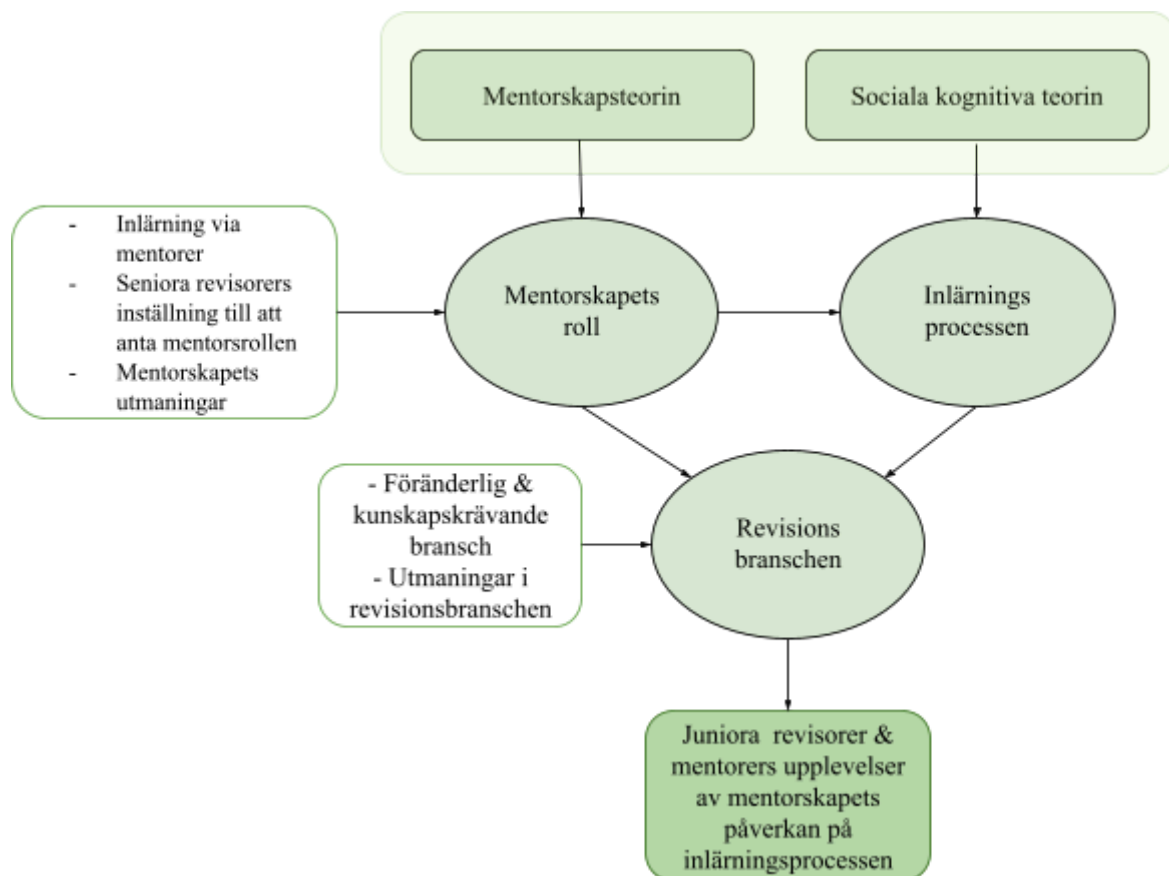 Mentorskapsteorin
Sociala kognitiva teorin
- Inlärning via
mentorer
- Seniora revisorers
inställning till att
anta mentorsrollen
- Mentorskapets
utmaningar
Mentorskapets
roll
Inlärnings
processen
- Föränderlig &
kunskapskrävande
bransch
- Utmaningar i
revisionsbranschen
Revisions
branschen
Juniora revisorer &
mentorers upplevelser
av mentorskapets
påverkan på
inlärningsprocessen